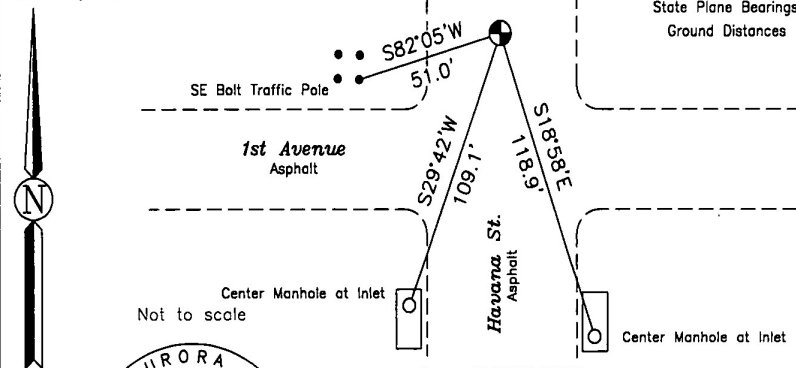 State Plane Bearings
Ground Distances
S82°05'W
51.0'
SE Bolt Traffic Pole
1st Avenue
Asphalt
S29°42'W
109.1'
S18°58'E
118.9'
N
Havana St.
Asphalt
Center Manhole at Inlet
Not to scale
Center Manhole at Inlet
URORA